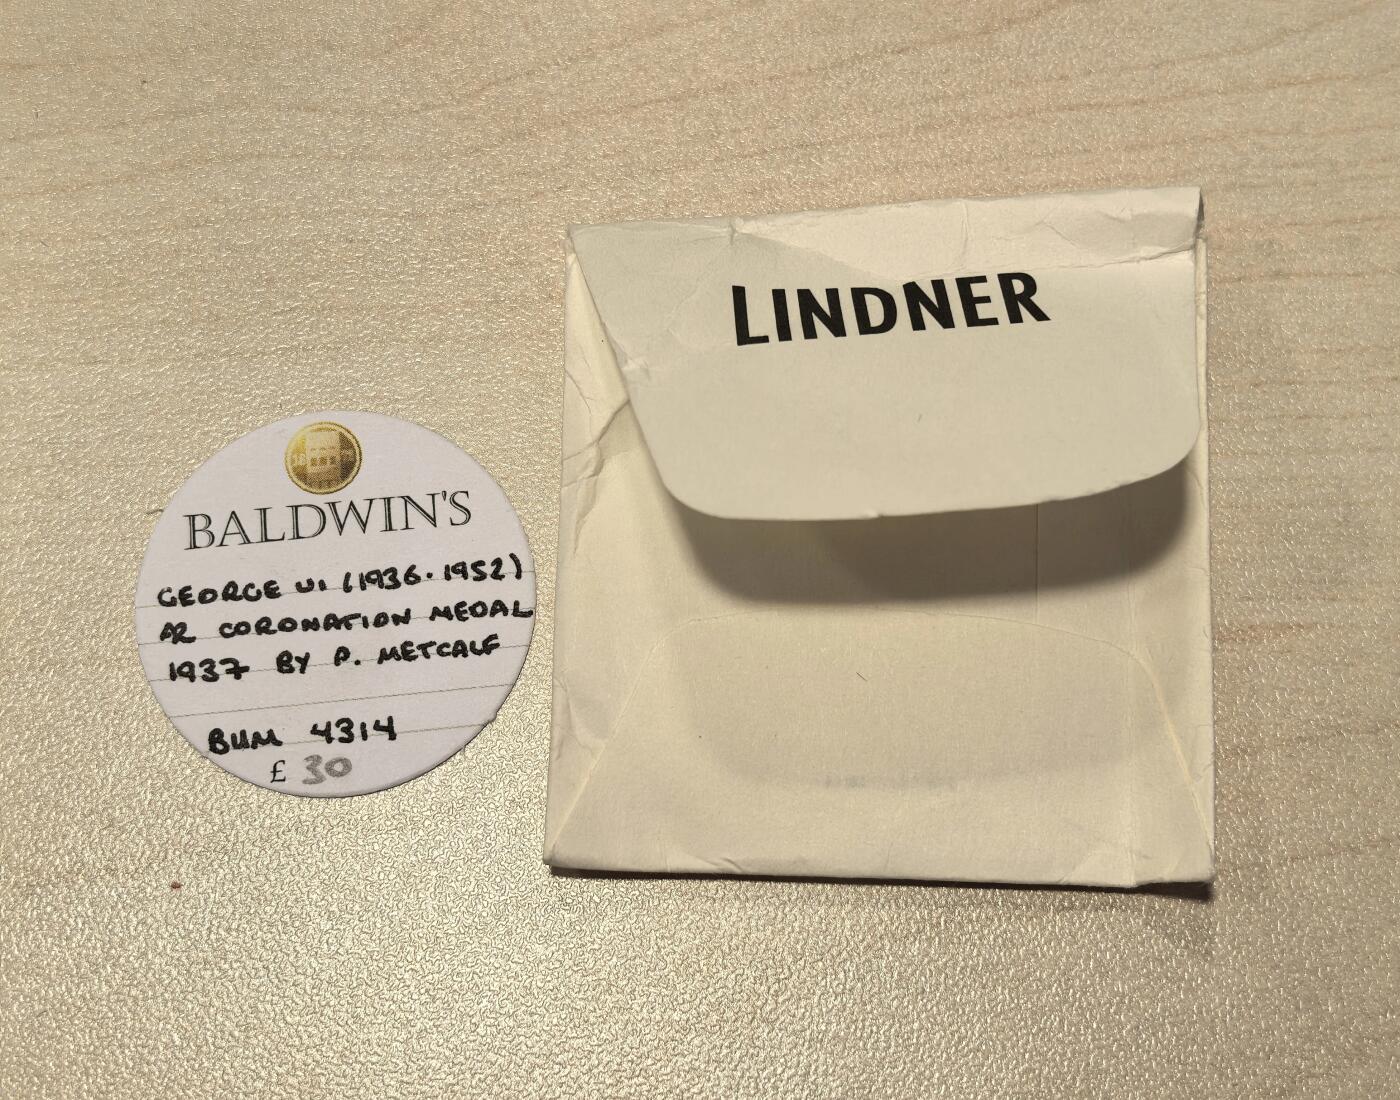 BALDWIN'S
GEORGE VI (1936-1952)
AR CORONATION MEDAL
1937 BY P. METCALF
BHM 4314
£ 30
LINDNER